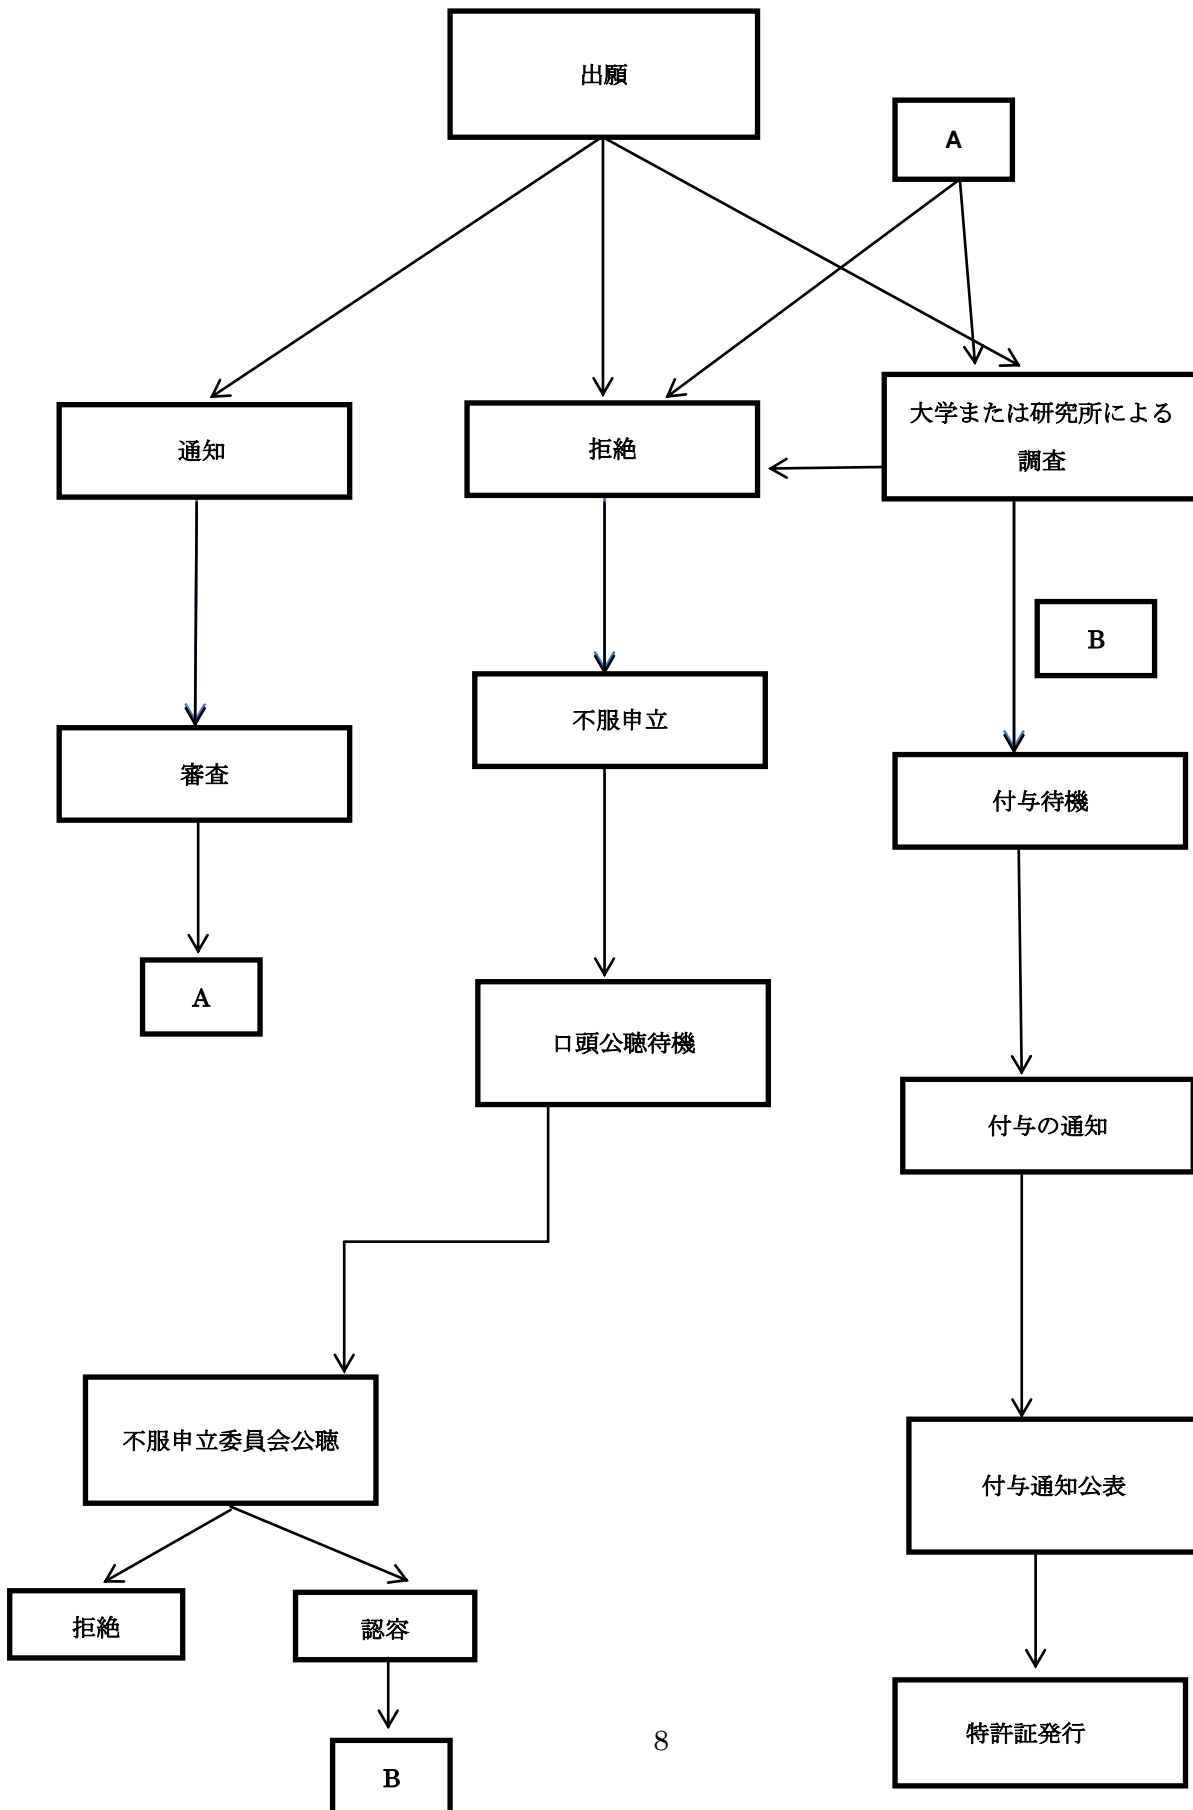 出願
A
通知
拒絶
大学または研究所による
調査
B
不服申立
審査
付与待機
A
口頭公聴待機
付与の通知
不服申立委員会公聴
付与通知公表
拒絶
認容
8
特許証発行
B